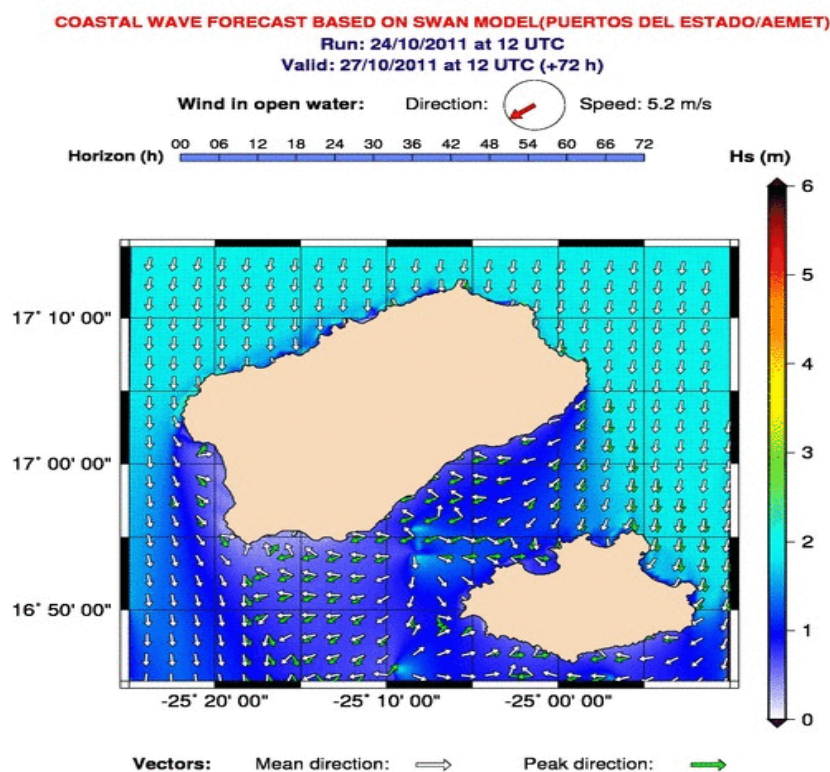 COASTAL WAVE FORECAST BASED ON SWAN MODEL(PUERTOS DEL ESTADO/AEMET)
Run: 24/10/2011 at 12 UTC
Valid: 27/10/2011 at 12 UTC (+72 h)
Wind in open water: Direction: Speed: 5.2 m/s
Horizon (h) 00 06 12 18 24 30 36 42 48 54 60 66 72 Hs (m)
6
5
17˚ 10' 00"
4
3
17˚ 00' 00"
2
16˚ 50' 00"
1
0
-25˚ 20' 00" -25˚ 10' 00" -25˚ 00' 00"
Vectors: Mean direction: Peak direction: